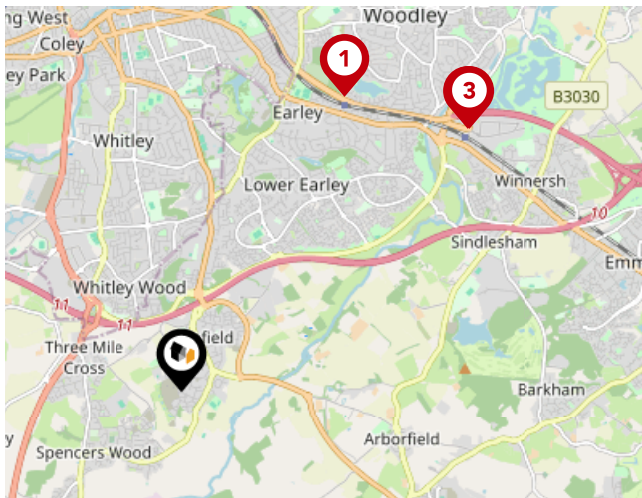 ng West
Woodley
Coley
1
ey Park
3
B3030
Earley
Whitley
Lower Earley
Winnersh
10
Sindlesham
Emm
Whitley Wood
11
11
field
Three Mile
Cross
Barkham
y
Arborfield
Spencers Wood